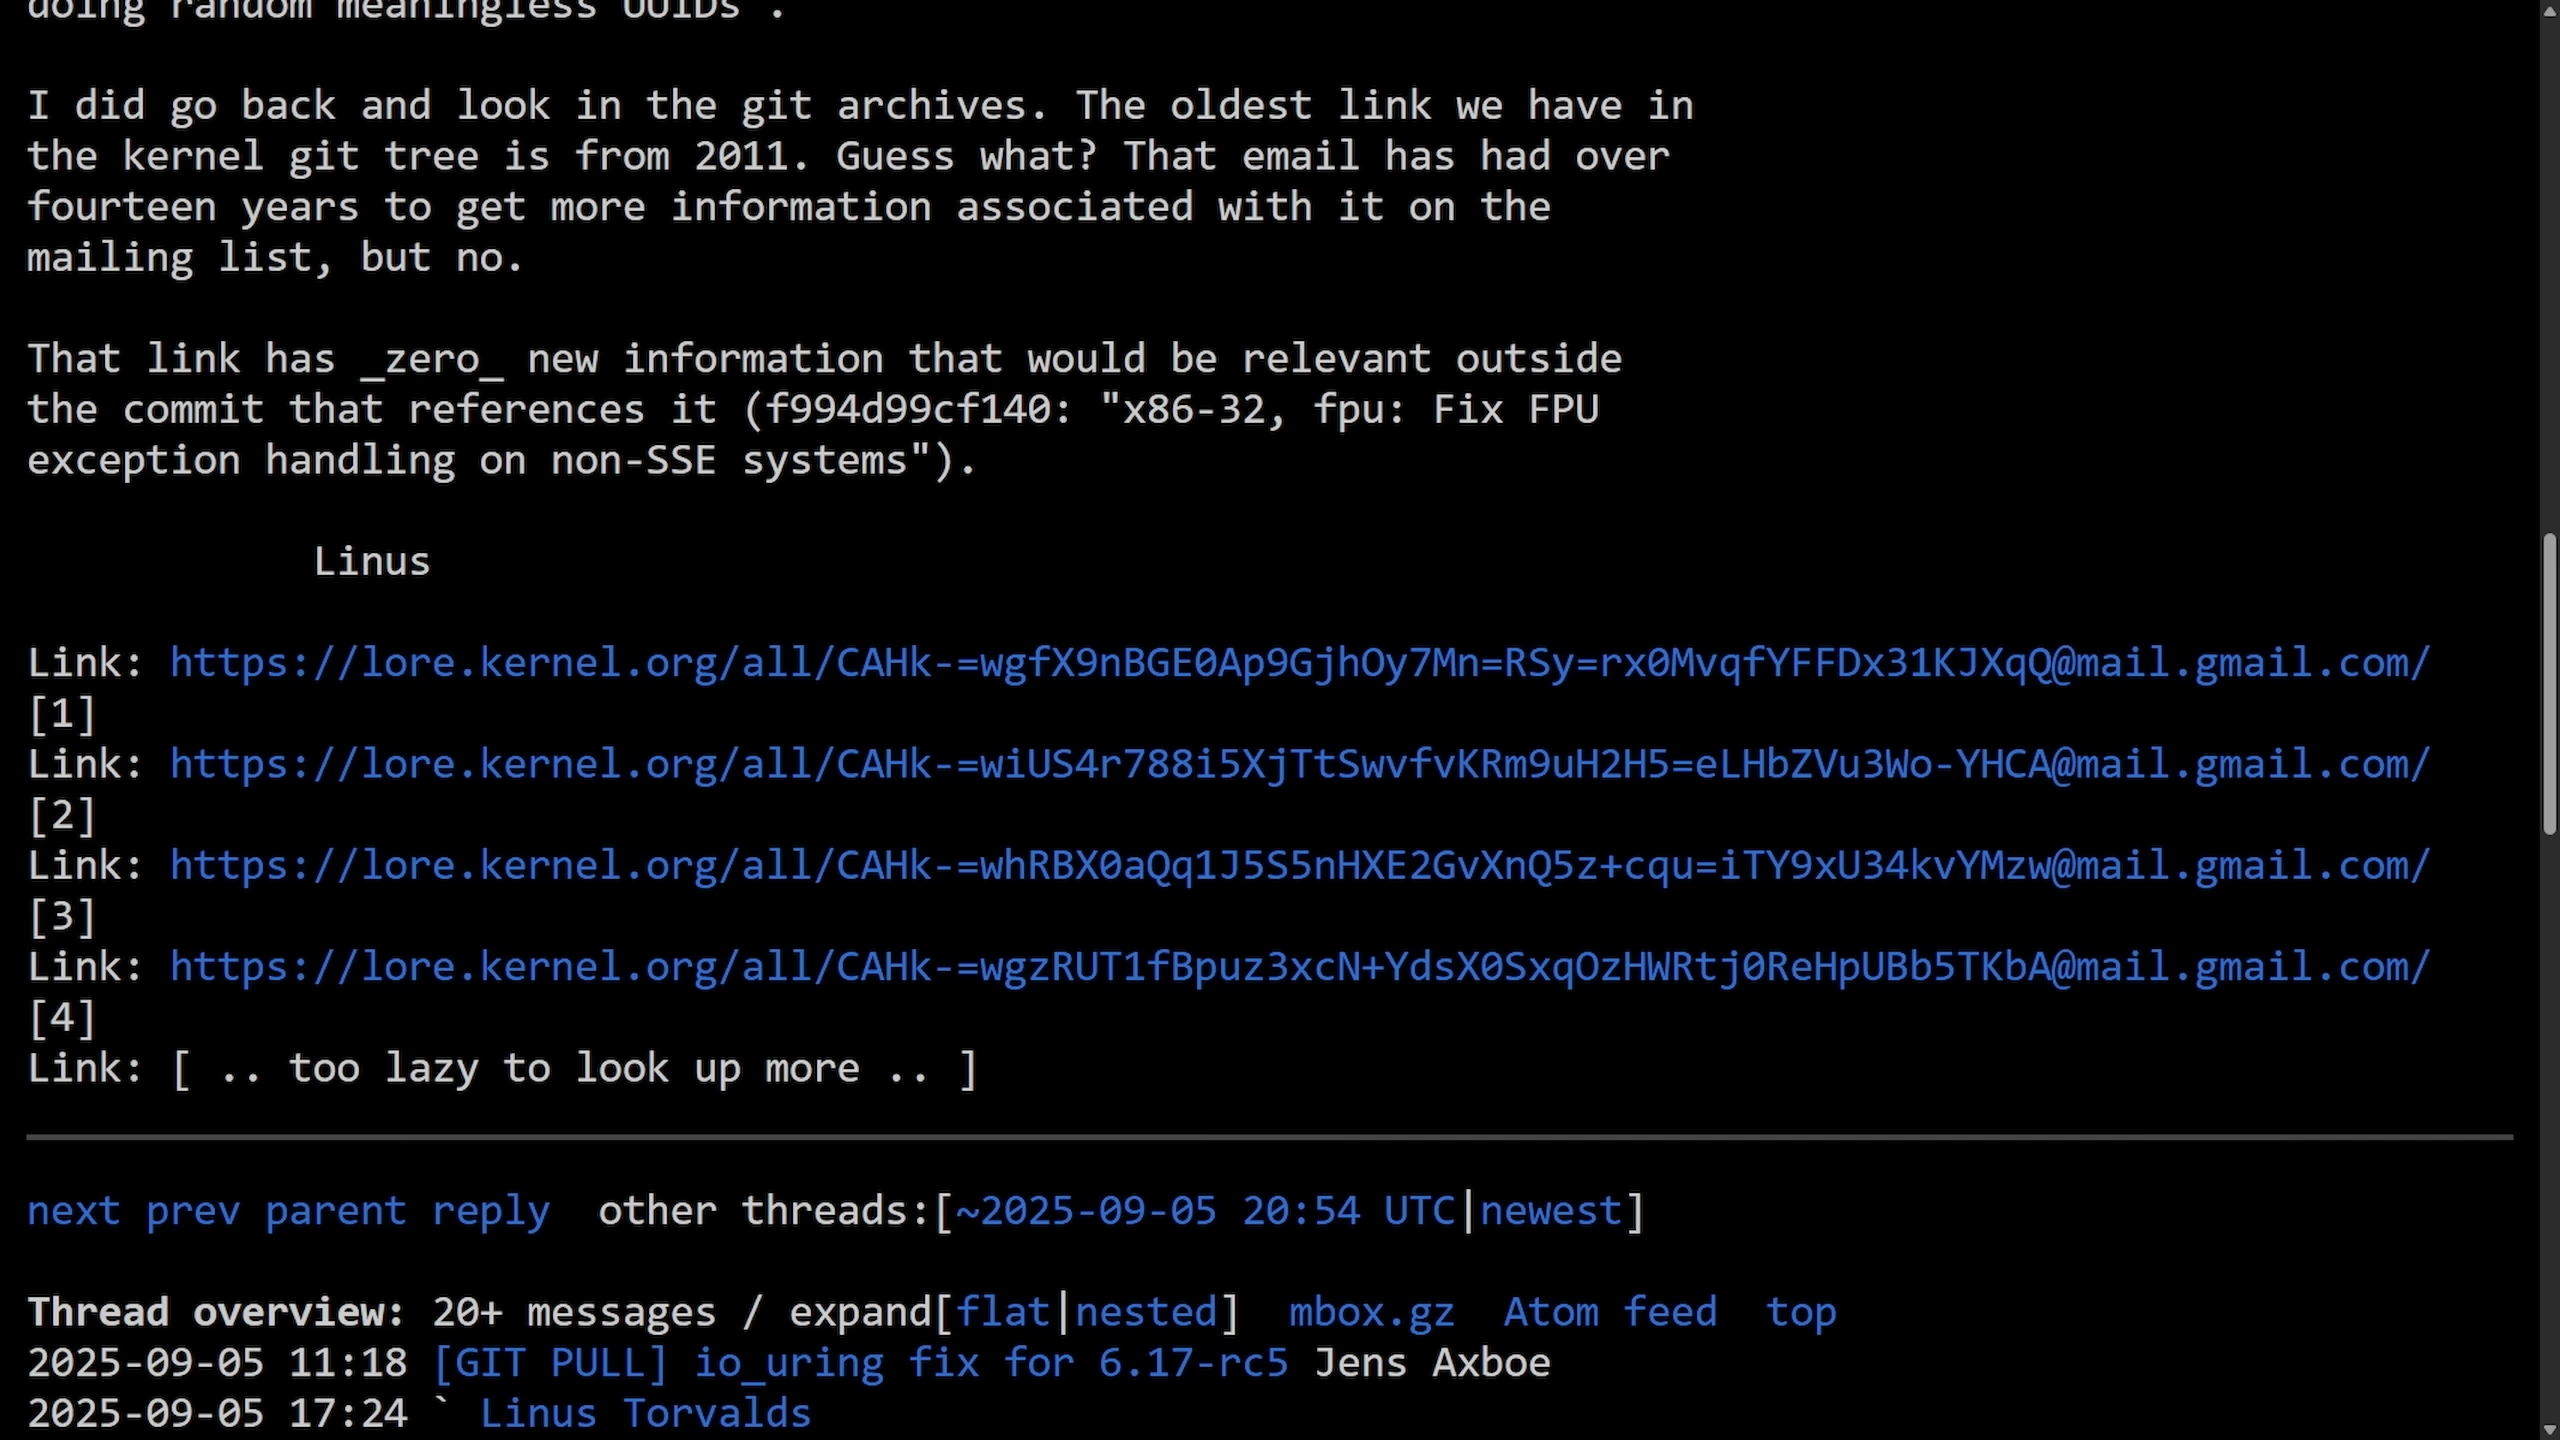 doing random meaningless UUIDs".
I did go back and look in the git archives. The oldest link we have in
the kernel git tree is from 2011. Guess what? That email has had over
fourteen years to get more information associated with it on the
mailing list, but no.
That link has _zero_ new information that would be relevant outside
the commit that references it (f994d99cf140: "x86-32, fpu: Fix FPU
exception handling on non-SSE systems").
Linus
Link: https://lore.kernel.org/all/CAHk-=wgfX9nBGE0Ap9GjhOy7Mn=RSy=rx0MvqfYFFDx31KJXqQ@mail.gmail.com/
[1]
Link: https://lore.kernel.org/all/CAHk-=wiUS4r788i5XjTtSwvfvKRm9uH2H5=eLHbZVu3Wo-YHCA@mail.gmail.com/
[2]
Link: https://lore.kernel.org/all/CAHk-=whRBX0aQq1J5S5nHXE2GvXnQ5z+cqu=iTY9xU34kvYMzw@mail.gmail.com/
[3]
Link: https://lore.kernel.org/all/CAHk-=wgzRUT1fBpuz3xcN+YdsX0SxqOzHWRtj0ReHpUBb5TKbA@mail.gmail.com/
[4]
Link: [ .. too lazy to look up more .. ]
next prev parent reply  other threads:[~2025-09-05 20:54 UTC|newest]
Thread overview: 20+ messages / expand[flat|nested]  mbox.gz  Atom feed  top
2025-09-05 11:18 [GIT PULL] io_uring fix for 6.17-rc5 Jens Axboe
2025-09-05 17:24 ` Linus Torvalds